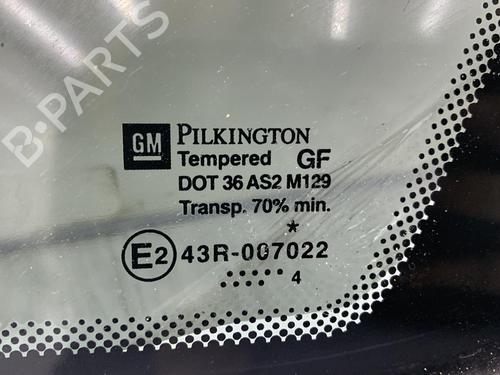 B-PARTS
GM PILKINGTON
Tempered GF
DOT 36 AS2 M129
Transp. 70% min.
*
E2 43R-007022
..... 4